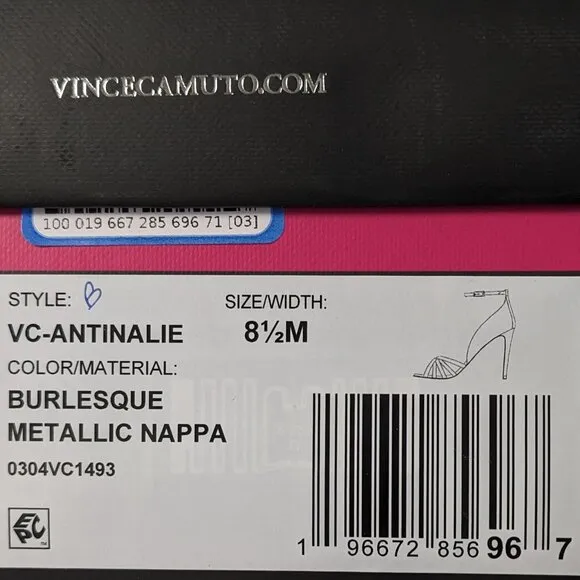 VINCECAMUTO.COM
100 019 667 285 696 71 [03]
STYLE: SIZE/WIDTH:
VC-ANTINALIE 8½M
COLOR/MATERIAL:
BURLESQUE
METALLIC NAPPA
0304VC1493
EPC
1 96672 856 96 7